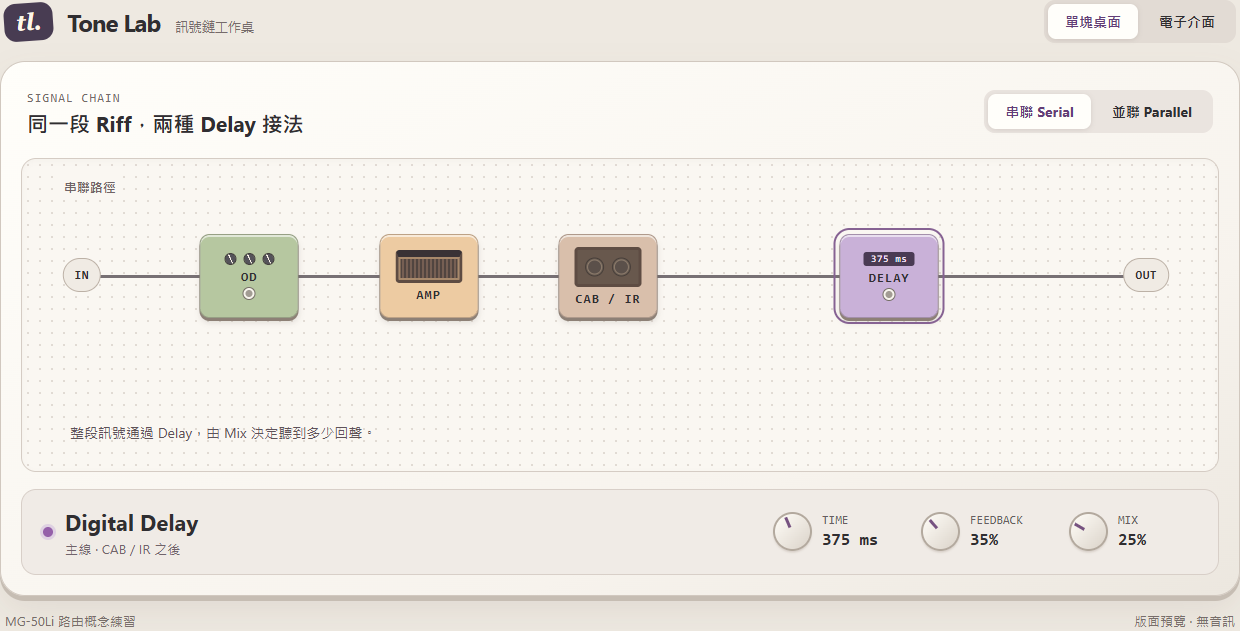 tl.
Tone Lab 訊號鏈工作桌
單塊桌面 電子介面
SIGNAL CHAIN
同一段 Riff · 兩種 Delay 接法
串聯 Serial 並聯 Parallel
串聯路徑
IN
OD
AMP
CAB / IR
375 ms
DELAY
OUT
整段訊號通過 Delay，由 Mix 決定聽到多少回聲。
Digital Delay
主線 · CAB / IR 之後
TIME
375 ms
FEEDBACK
35%
MIX
25%
MG-50Li 路由概念練習
版面預覽 · 無音訊